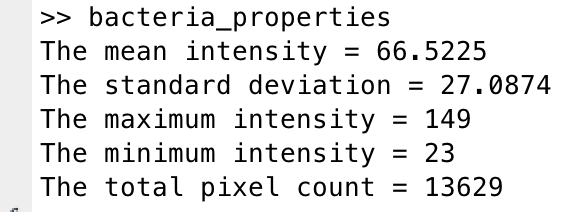 >> bacteria_properties
The mean intensity = 66.5225
The standard deviation = 27.0874
The maximum intensity = 149
The minimum intensity = 23
The total pixel count = 13629